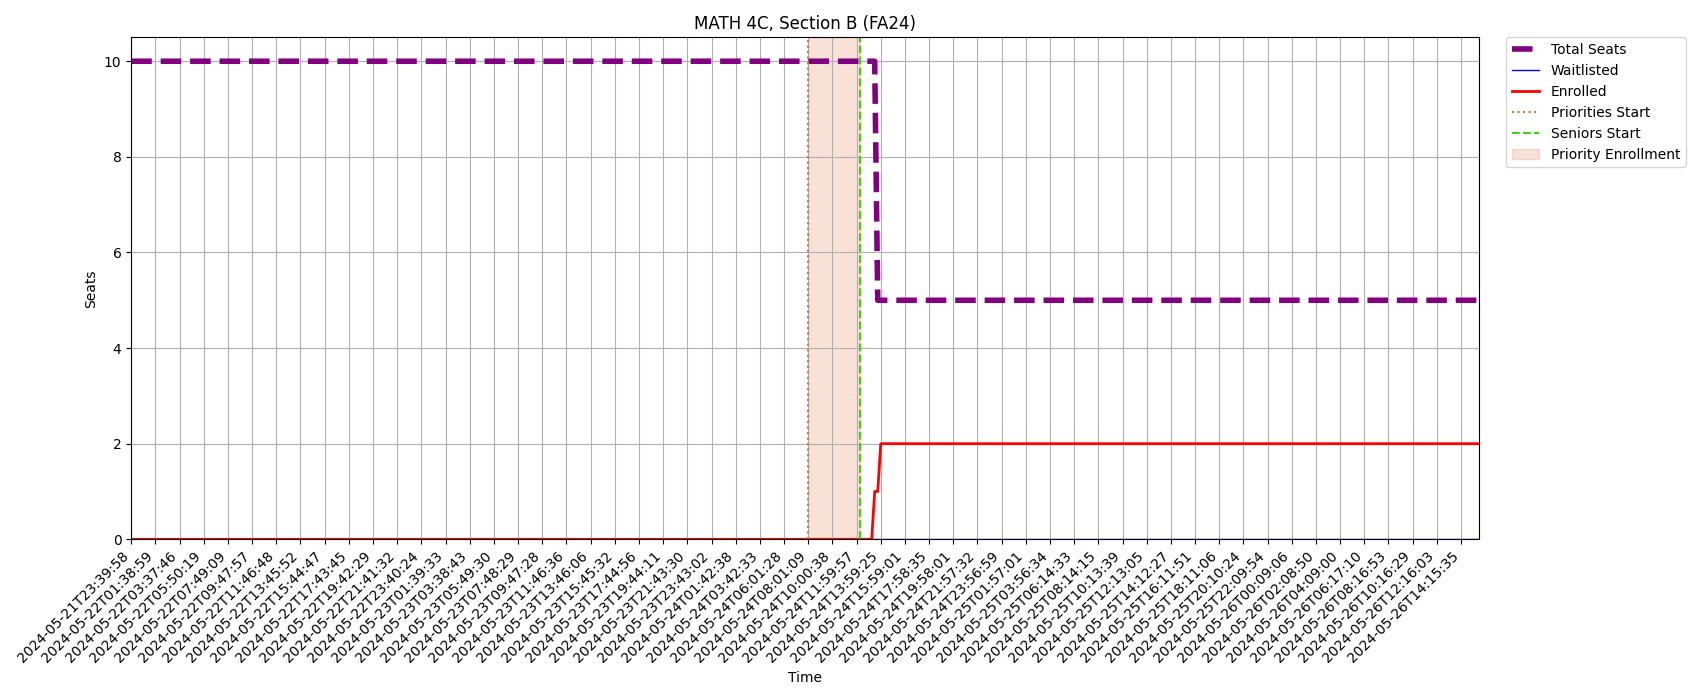 MATH 4C, Section B (FA24)
Total Seats
Waitlisted
Enrolled
Priorities Start
Seniors Start
Priority Enrollment
Seats
10
8
6
4
2
0
2024-05-21T23:39:58
2024-05-22T01:38:59
2024-05-22T03:37:46
2024-05-22T05:50:19
2024-05-22T07:49:09
2024-05-22T09:47:57
2024-05-22T11:46:48
2024-05-22T13:45:52
2024-05-22T15:44:47
2024-05-22T17:43:45
2024-05-22T19:42:29
2024-05-22T21:41:32
2024-05-22T23:40:24
2024-05-23T01:39:33
2024-05-23T03:38:43
2024-05-23T05:49:30
2024-05-23T07:48:29
2024-05-23T09:47:28
2024-05-23T11:46:36
2024-05-23T13:46:06
2024-05-23T15:45:32
2024-05-23T17:44:56
2024-05-23T19:44:11
2024-05-23T21:43:30
2024-05-23T23:43:02
2024-05-24T01:42:38
2024-05-24T03:42:33
2024-05-24T06:01:28
2024-05-24T08:01:09
2024-05-24T10:00:38
2024-05-24T11:59:57
2024-05-24T13:59:25
2024-05-24T15:59:01
2024-05-24T17:58:35
2024-05-24T19:58:01
2024-05-24T21:57:32
2024-05-24T23:56:59
2024-05-25T01:57:01
2024-05-25T03:56:34
2024-05-25T06:14:33
2024-05-25T08:14:15
2024-05-25T10:13:39
2024-05-25T12:13:05
2024-05-25T14:12:27
2024-05-25T16:11:51
2024-05-25T18:11:06
2024-05-25T20:10:24
2024-05-25T22:09:54
2024-05-26T00:09:06
2024-05-26T02:08:50
2024-05-26T04:09:00
2024-05-26T06:17:10
2024-05-26T08:16:53
2024-05-26T10:16:29
2024-05-26T12:16:03
2024-05-26T14:15:35
Time